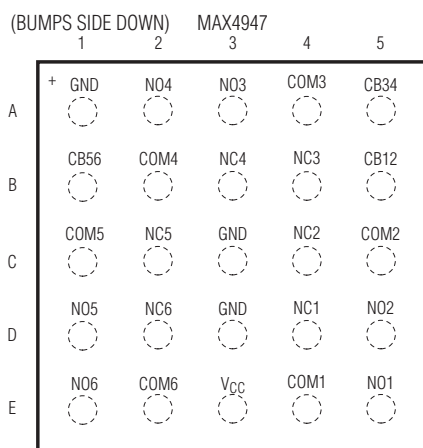 (BUMPS SIDE DOWN) MAX4947
1 2 3 4 5
+
A GND NO4 NO3 COM3 CB34
B CB56 COM4 NC4 NC3 CB12
C COM5 NC5 GND NC2 COM2
D NO5 NC6 GND NC1 NO2
E NO6 COM6 VCC COM1 NO1